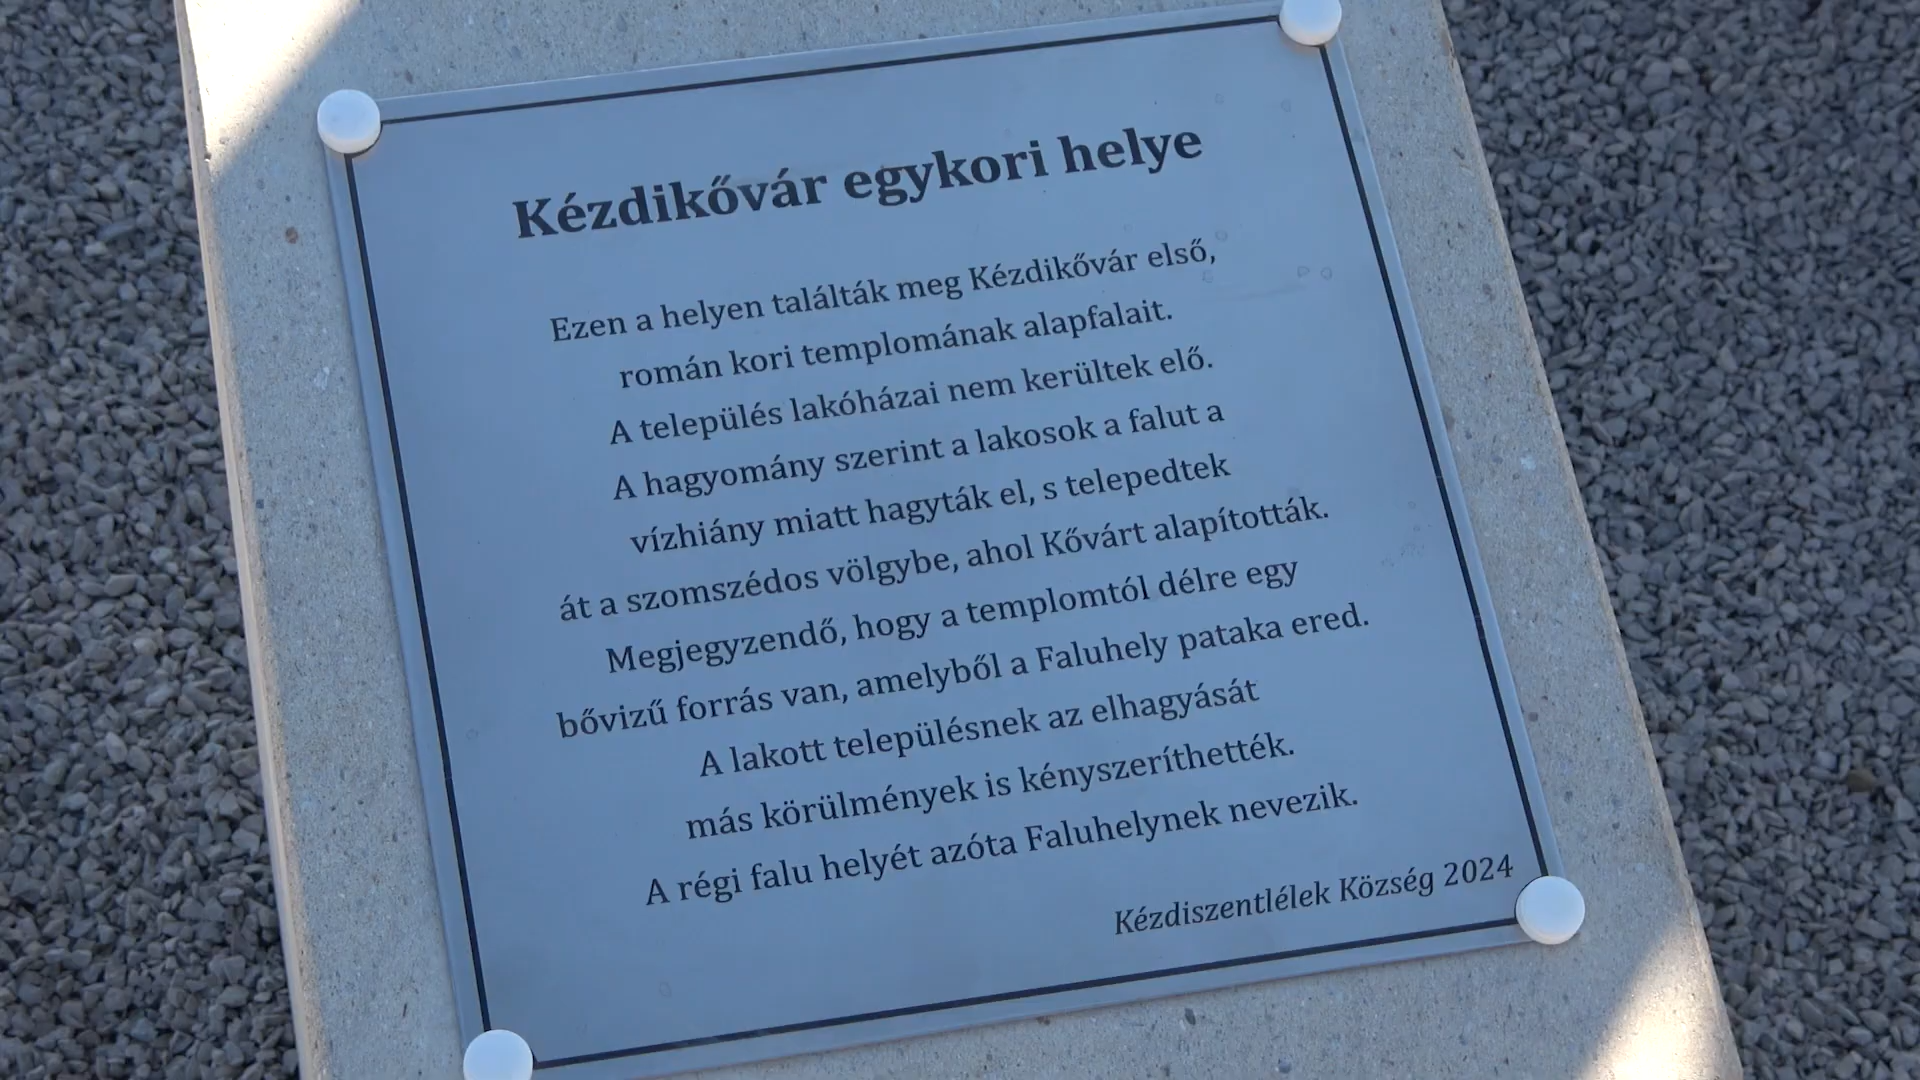 Kézdikővár egykori helye
Ezen a helyen találták meg Kézdikővár első,
román kori templomának alapfalait.
A település lakóházai nem kerültek elő.
A hagyomány szerint a lakosok a falut a
vízhiány miatt hagyták el, s telepedtek
át a szomszédos völgybe, ahol Kővárt alapították.
Megjegyzendő, hogy a templomtól délre egy
bővizű forrás van, amelyből a Faluhely pataka ered.
A lakott településnek az elhagyását
más körülmények is kényszeríthették.
A régi falu helyét azóta Faluhelynek nevezik.
Kézdiszentlélek Község 2024